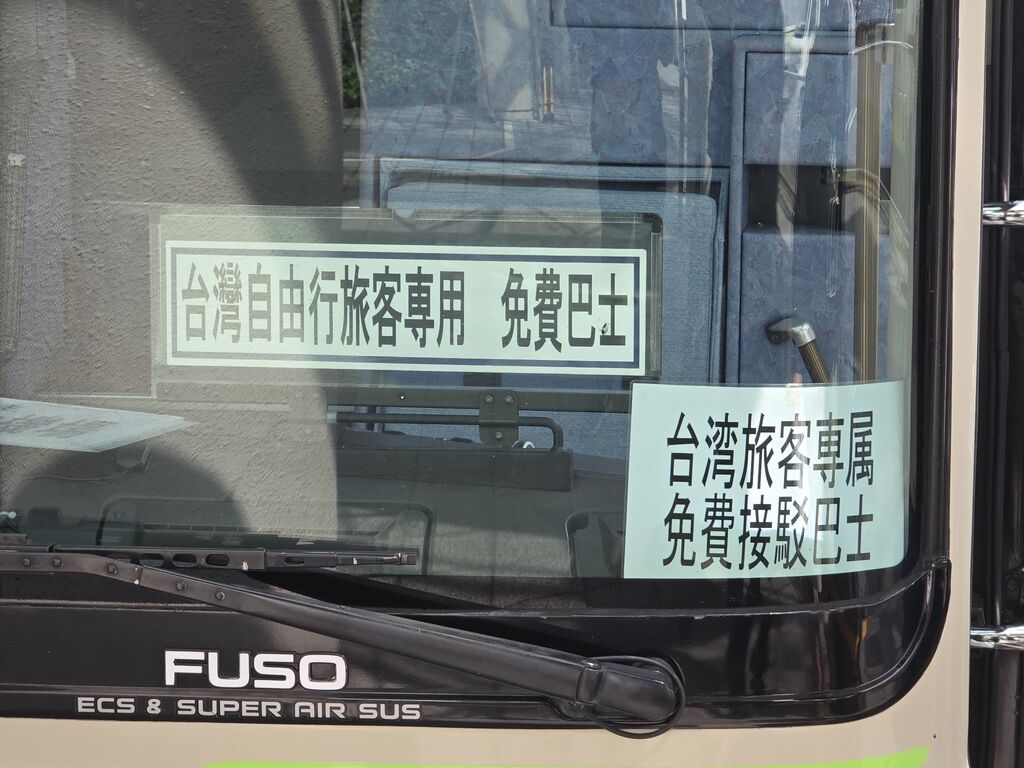 台灣自由行旅客専用 免費巴士
台湾旅客専属
免費接駁巴士
FUSO
ECS & SUPER AIR SUS